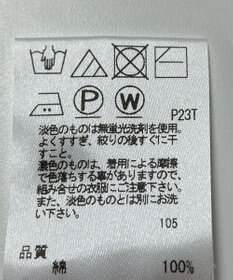 P W
P23T
淡色のものは無蛍光洗剤を使用。
よくすすぎ、絞りの後すぐに干
すこと。
濃色のものは、着用による摩擦
で色落ちする事がありますので、
組み合せの衣服にご注意下さい。
また、淡色のものとは別にお洗
い下さい。
105
品質
綿 100%